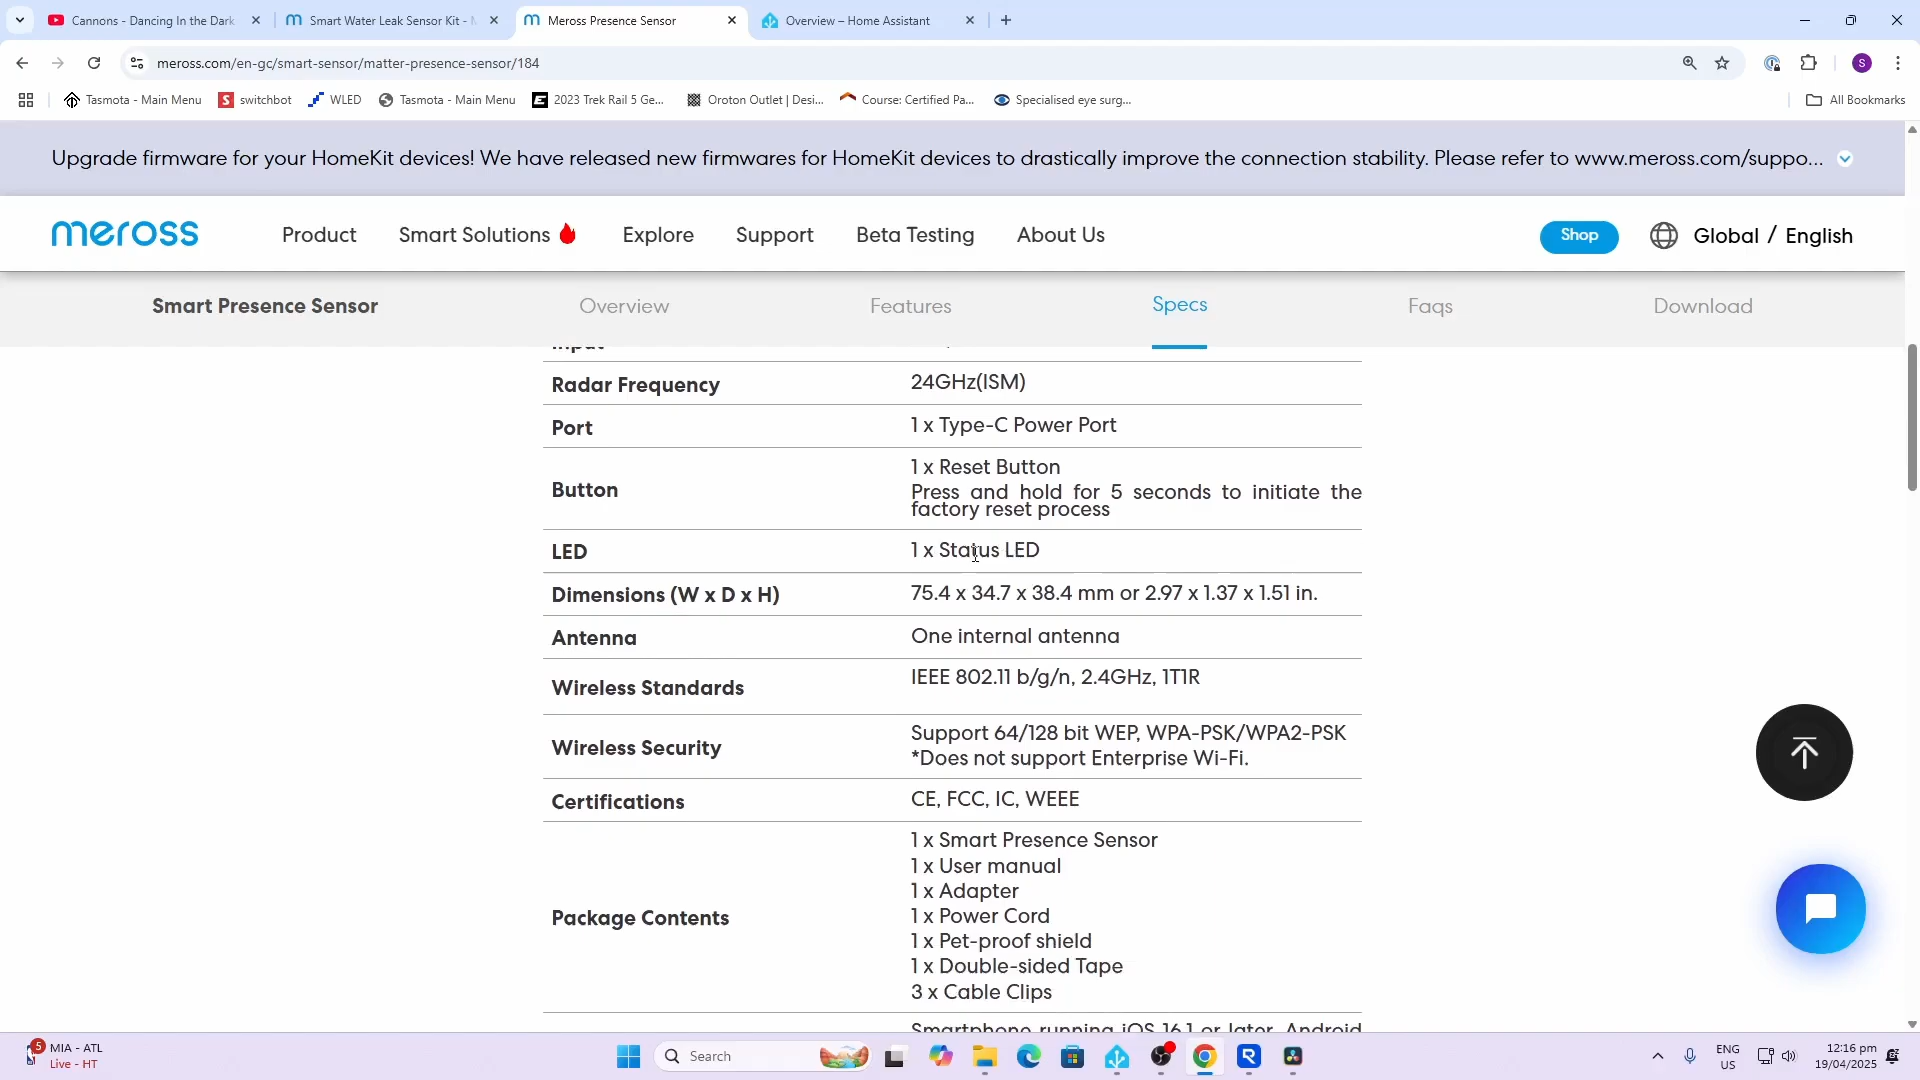 Cannons - Dancing In the Dark
Smart Water Leak Sensor Kit -
Meross Presence Sensor
Overview – Home Assistant
meross.com/en-gc/smart-sensor/matter-presence-sensor/184
S
Tasmota - Main Menu
switchbot
WLED
Tasmota - Main Menu
2023 Trek Rail 5 Ge...
Oroton Outlet | Desi...
Course: Certified Pa...
Specialised eye surg...
All Bookmarks
Upgrade firmware for your HomeKit devices! We have released new firmwares for HomeKit devices to drastically improve the connection stability. Please refer to www.meross.com/suppo...
meross
Product
Smart Solutions
Explore
Support
Beta Testing
About Us
Shop
Global / English
Smart Presence Sensor
Overview
Features
Specs
Faqs
Download
Input
Radar Frequency
24GHz(ISM)
Port
1 x Type-C Power Port
Button
1 x Reset Button
Press and hold for 5 seconds to initiate the
factory reset process
LED
1 x Status LED
Dimensions (W x D x H)
75.4 x 34.7 x 38.4 mm or 2.97 x 1.37 x 1.51 in.
Antenna
One internal antenna
Wireless Standards
IEEE 802.11 b/g/n, 2.4GHz, 1T1R
Wireless Security
Support 64/128 bit WEP, WPA-PSK/WPA2-PSK
*Does not support Enterprise Wi-Fi.
Certifications
CE, FCC, IC, WEEE
Package Contents
1 x Smart Presence Sensor
1 x User manual
1 x Adapter
1 x Power Cord
1 x Pet-proof shield
1 x Double-sided Tape
3 x Cable Clips
Smartphone running iOS 16.1 or later, Android
5
MIA - ATL
Live - HT
Search
ENG
US
12:16 pm
19/04/2025